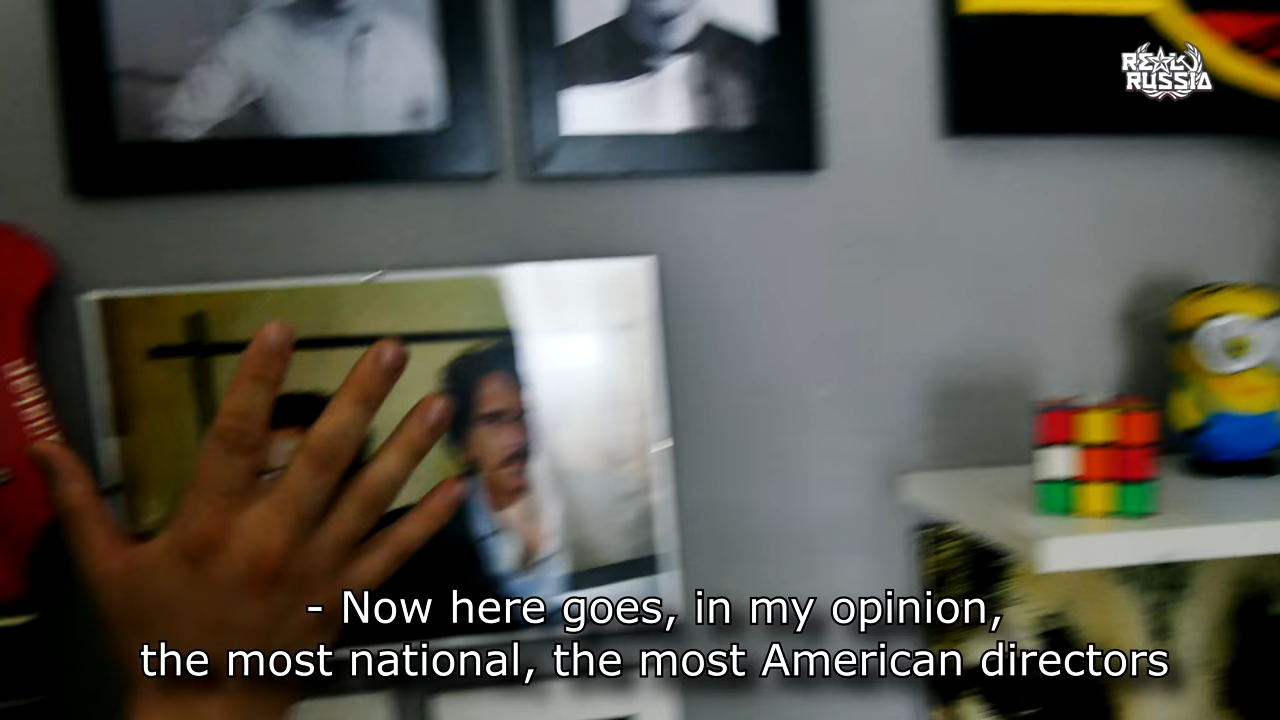 REAL
RUSSIA
- Now here goes, in my opinion,
the most national, the most American directors